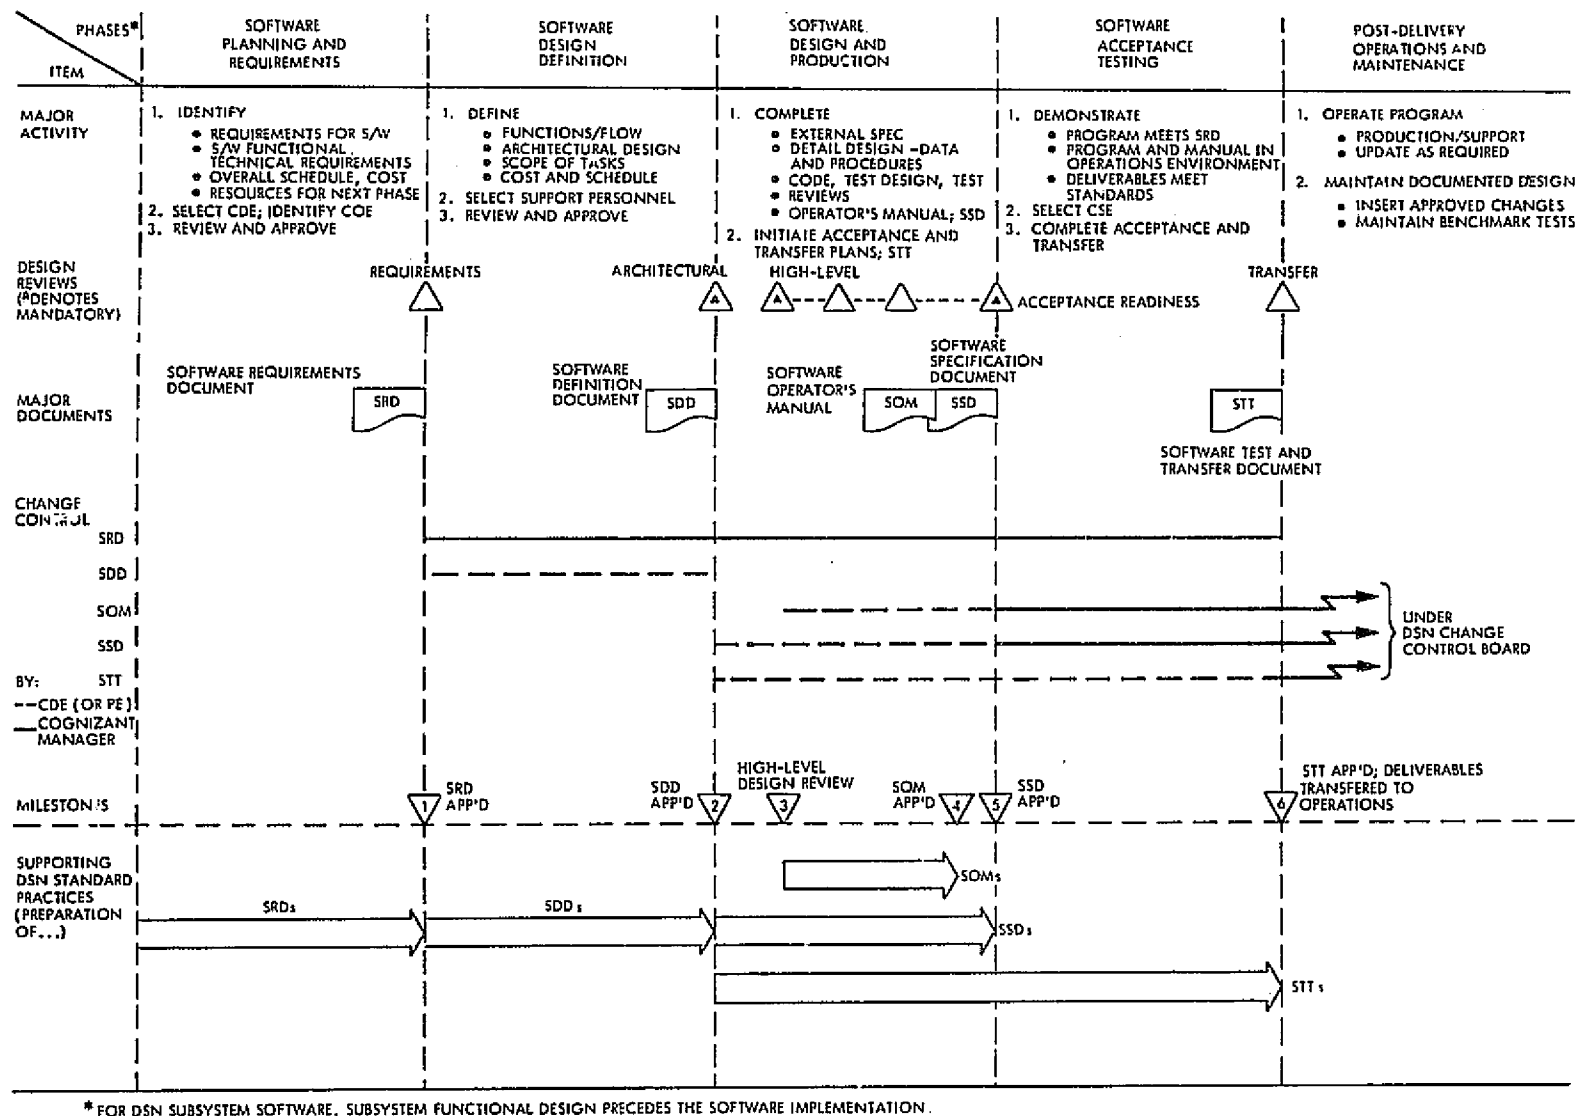 PHASES*
ITEM
SOFTWARE
PLANNING AND
REQUIREMENTS
SOFTWARE
DESIGN
DEFINITION
SOFTWARE
DESIGN AND
PRODUCTION
SOFTWARE
ACCEPTANCE
TESTING
POST-DELIVERY
OPERATIONS AND
MAINTENANCE
MAJOR
ACTIVITY
1. IDENTIFY
• REQUIREMENTS FOR S/W
• S/W FUNCTIONAL
TECHNICAL REQUIREMENTS
• OVERALL SCHEDULE, COST
• RESOURCES FOR NEXT PHASE
2. SELECT CDE; IDENTIFY COE
3. REVIEW AND APPROVE
1. DEFINE
• FUNCTIONS/FLOW
• ARCHITECTURAL DESIGN
• SCOPE OF TASKS
• COST AND SCHEDULE
2. SELECT SUPPORT PERSONNEL
3. REVIEW AND APPROVE
1. COMPLETE
• EXTERNAL SPEC
• DETAIL DESIGN -DATA
AND PROCEDURES
• CODE, TEST DESIGN, TEST
• REVIEWS
• OPERATOR'S MANUAL; SSD
2. INITIATE ACCEPTANCE AND
TRANSFER PLANS; STT
1. DEMONSTRATE
• PROGRAM MEETS SRD
• PROGRAM AND MANUAL IN
OPERATIONS ENVIRONMENT
• DELIVERABLES MEET
STANDARDS
2. SELECT CSE
3. COMPLETE ACCEPTANCE AND
TRANSFER
1. OPERATE PROGRAM
• PRODUCTION/SUPPORT
• UPDATE AS REQUIRED
2. MAINTAIN DOCUMENTED DESIGN
• INSERT APPROVED CHANGES
• MAINTAIN BENCHMARK TESTS
DESIGN
REVIEWS
(*DENOTES
MANDATORY)
REQUIREMENTS
ARCHITECTURAL
*
HIGH-LEVEL
*
*
ACCEPTANCE READINESS
TRANSFER
MAJOR
DOCUMENTS
SOFTWARE REQUIREMENTS
DOCUMENT
SRD
SOFTWARE
DEFINITION
DOCUMENT
SDD
SOFTWARE
OPERATOR'S
MANUAL
SOM
SOFTWARE
SPECIFICATION
DOCUMENT
SSD
STT
SOFTWARE TEST AND
TRANSFER DOCUMENT
CHANGE
CONTROL
SRD
SDD
SOM
SSD
BY: STT
--CDE (OR PE)
—COGNIZANT
MANAGER
UNDER
DSN CHANGE
CONTROL BOARD
MILESTONES
1
SRD
APP'D
SDD
APP'D
2
HIGH-LEVEL
DESIGN REVIEW
3
SOM
APP'D
4
5
SSD
APP'D
6
STT APP'D; DELIVERABLES
TRANSFERED TO
OPERATIONS
SUPPORTING
DSN STANDARD
PRACTICES
(PREPARATION
OF...)
SRDs
SDDs
SOMs
SSDs
STTs
* FOR DSN SUBSYSTEM SOFTWARE, SUBSYSTEM FUNCTIONAL DESIGN PRECEDES THE SOFTWARE IMPLEMENTATION.